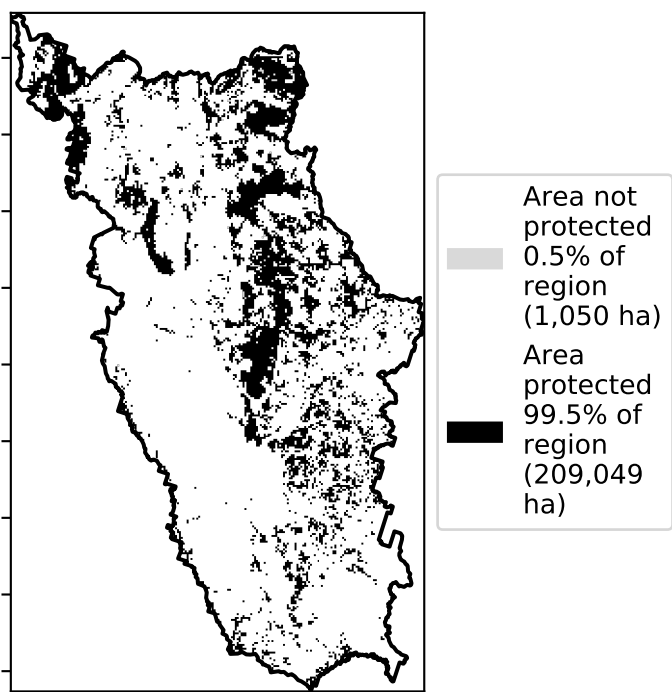 Area not
protected
0.5% of
region
(1,050 ha)
Area
protected
99.5% of
region
(209,049
ha)